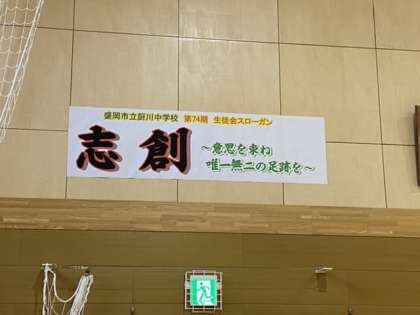 盛岡市立厨川中学校 第74期 生徒会スローガン
志創
～意思を束ね
唯一無二の足跡を～